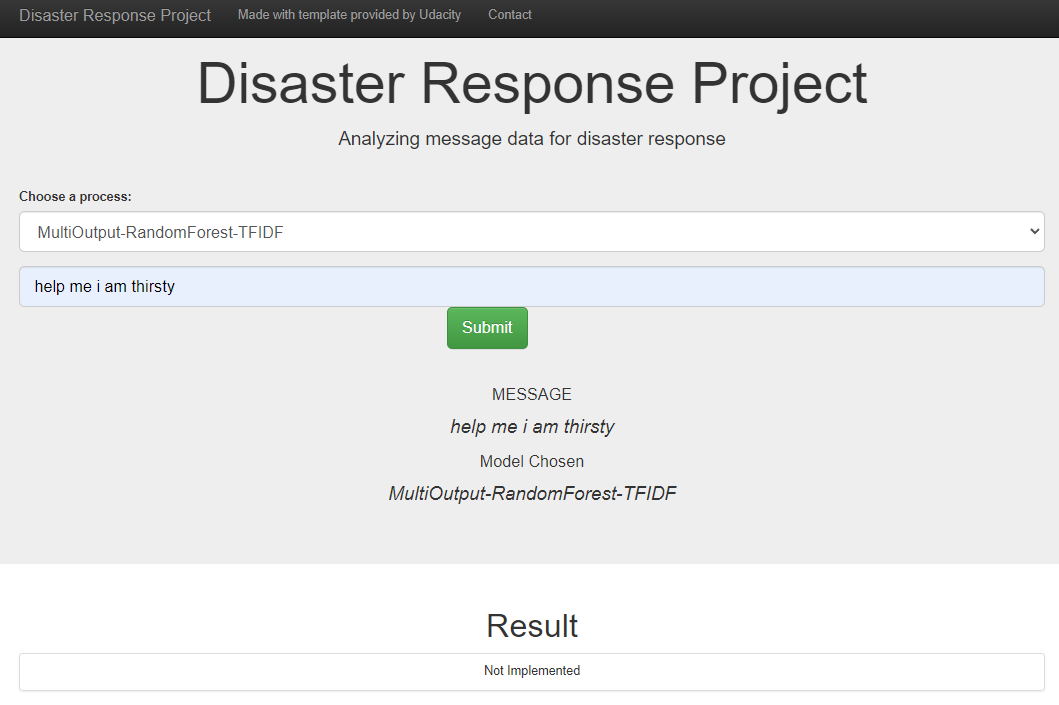 Disaster Response Project Made with template provided by Udacity Contact
Disaster Response Project
Analyzing message data for disaster response
Choose a process:
MultiOutput-RandomForest-TFIDF
help me i am thirsty
Submit
MESSAGE
help me i am thirsty
Model Chosen
MultiOutput-RandomForest-TFIDF
Result
Not Implemented